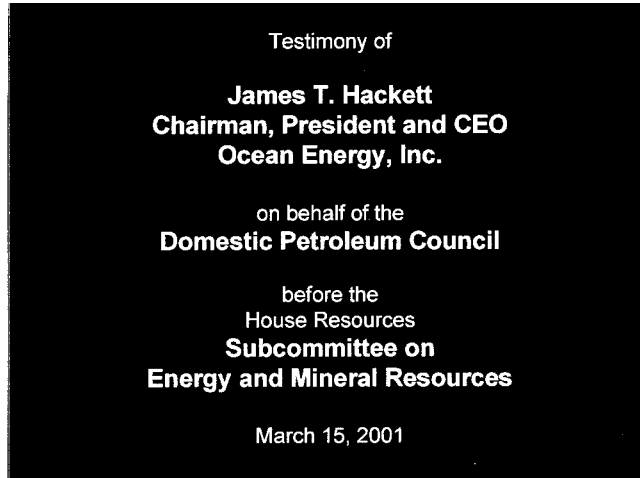 Testimony of
James T. Hackett
Chairman, President and CEO
Ocean Energy, Inc.
on behalf of the
Domestic Petroleum Council
before the
House Resources
Subcommittee on
Energy and Mineral Resources
March 15, 2001